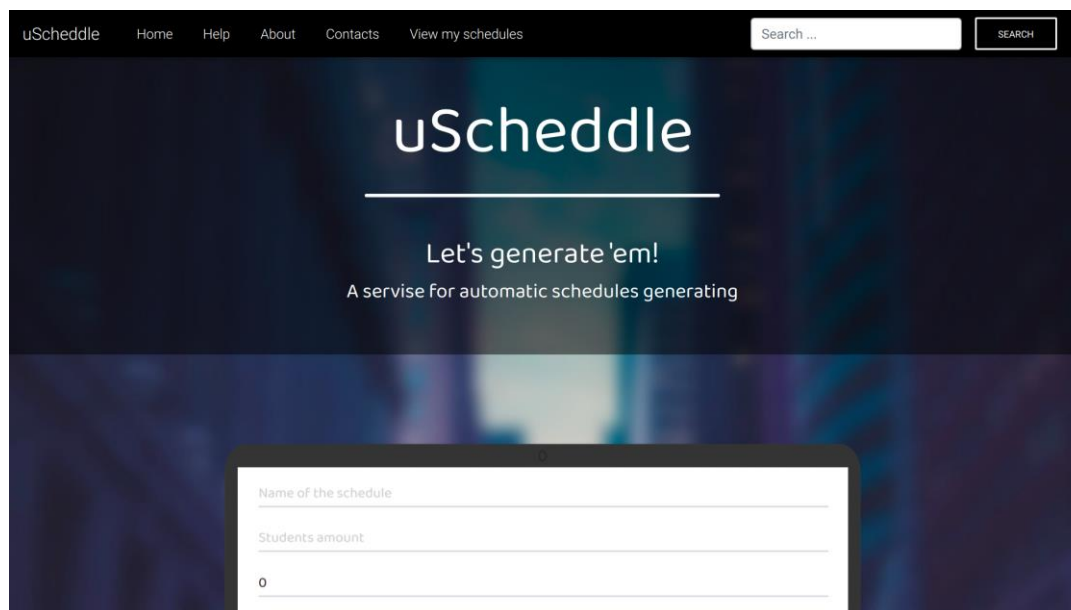 uScheddle Home Help About Contacts View my schedules Search ... SEARCH
uScheddle
Let's generate 'em!
A servise for automatic schedules generating
0
Name of the schedule
Students amount
0